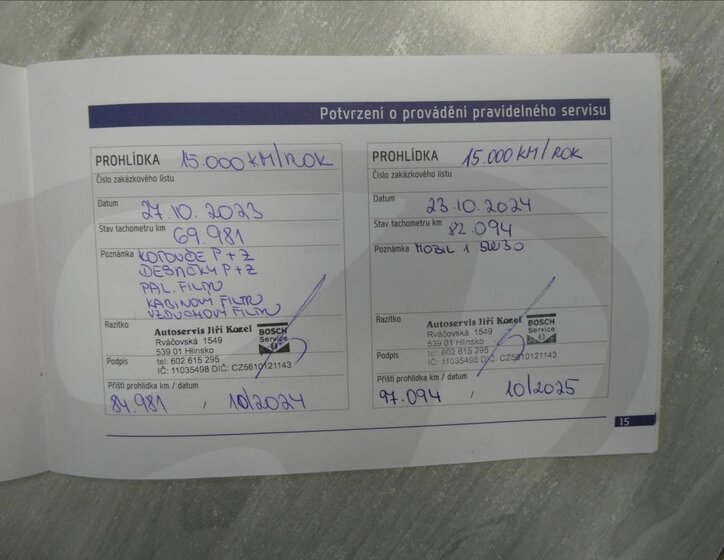 Potvrzení o provádění pravidelného servisu
PROHLÍDKA 15.000 KM/ROK
Číslo zakázkového listu
Datum 27.10. 2023
Stav tachometru km 69.981
Poznámka KOTOUČE P+Z
DESTIČKY P+Z
PAL. FILTR
KABINOVÝ FILTR
VZDUCHOVÝ FILTR
Razítko Autoservis Jiří Kozel
Rváčovská 1549
539 01 Hlinsko
tel: 602 615 295
IČ: 11035498 DIČ: CZ5610121143
BOSCH
Service
Podpis
Příští prohlídka km / datum
84.981 , 10/2024
PROHLÍDKA 15.000 KM/ROK
Číslo zakázkového listu
Datum 23.10. 2024
Stav tachometru km 82.094
Poznámka MOBIL 1 5W30
Razítko Autoservis Jiří Kozel
Rváčovská 1549
539 01 Hlinsko
tel: 602 615 295
IČ: 11035498 DIČ: CZ5610121143
BOSCH
Service
Podpis
Příští prohlídka km / datum
97.094 , 10/2025
15